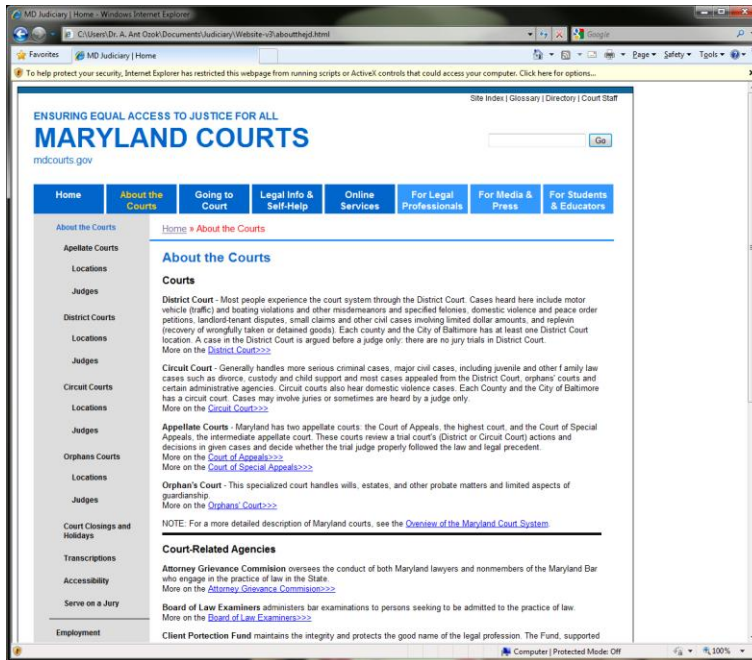 MD Judiciary | Home - Windows Internet Explorer
C:\Users\Dr. A. Ant Ozok\Documents\Judiciary\Website-v3\aboutthejd.html
Google
Favorites
MD Judiciary | Home
Page
Safety
Tools
To help protect your security, Internet Explorer has restricted this webpage from running scripts or ActiveX controls that could access your computer. Click here for options...
Site Index | Glossary | Directory | Court Staff
ENSURING EQUAL ACCESS TO JUSTICE FOR ALL
MARYLAND COURTS
Go
mdcourts.gov
Home
About the
Courts
Going to
Court
Legal Info &
Self-Help
Online
Services
For Legal
Professionals
For Media &
Press
For Students
& Educators
About the Courts
Apellate Courts
Locations
Judges
District Courts
Locations
Judges
Circuit Courts
Locations
Judges
Orphans Courts
Locations
Judges
Court Closings and
Holidays
Transcriptions
Accessibility
Serve on a Jury
Employment
Home » About the Courts
About the Courts
Courts
District Court - Most people experience the court system through the District Court. Cases heard here include motor
vehicle (traffic) and boating violations and other misdemeanors and specified felonies, domestic violence and peace order
petitions, landlord-tenant disputes, small claims and other civil cases involving limited dollar amounts, and replevin
(recovery of wrongfully taken or detained goods). Each county and the City of Baltimore has at least one District Court
location. A case in the District Court is argued before a judge only: there are no jury trials in District Court.
More on the District Court>>>
Circuit Court - Generally handles more serious criminal cases, major civil cases, including juvenile and other f amily law
cases such as divorce, custody and child support and most cases appealed from the District Court, orphans' courts and
certain administrative agencies. Circuit courts also hear domestic violence cases. Each County and the City of Baltimore
has a circuit court. Cases may involve juries or sometimes are heard by a judge only.
More on the Circuit Court>>>
Appellate Courts - Maryland has two appellate courts: the Court of Appeals, the highest court, and the Court of Special
Appeals, the intermediate appellate court. These courts review a trial court's (District or Circuit Court) actions and
decisions in given cases and decide whether the trial judge properly followed the law and legal precedent.
More on the Court of Appeals>>>
More on the Court of Special Appeals>>>
Orphan's Court - This specialized court handles wills, estates, and other probate matters and limited aspects of
guardianship.
More on the Orphans' Court>>>
NOTE: For a more detailed description of Maryland courts, see the Oveniew of the Maryland Court System.
Court-Related Agencies
Attorney Grievance Commision oversees the conduct of both Maryland lawyers and nonmembers of the Maryland Bar
who engage in the practice of law in the State.
More on the Attorney Grievance Commision>>>
Board of Law Examiners administers bar examinations to persons seeking to be admitted to the practice of law.
More on the Board of Law Examiners>>>
Client Portection Fund maintains the integrity and protects the good name of the legal profession. The Fund, supported
Computer | Protected Mode: Off
100%